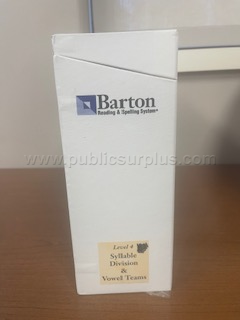 Barton
Reading & Spelling System®
www.publicsurplus.com
Level 4
Syllable
Division
&
Vowel Teams